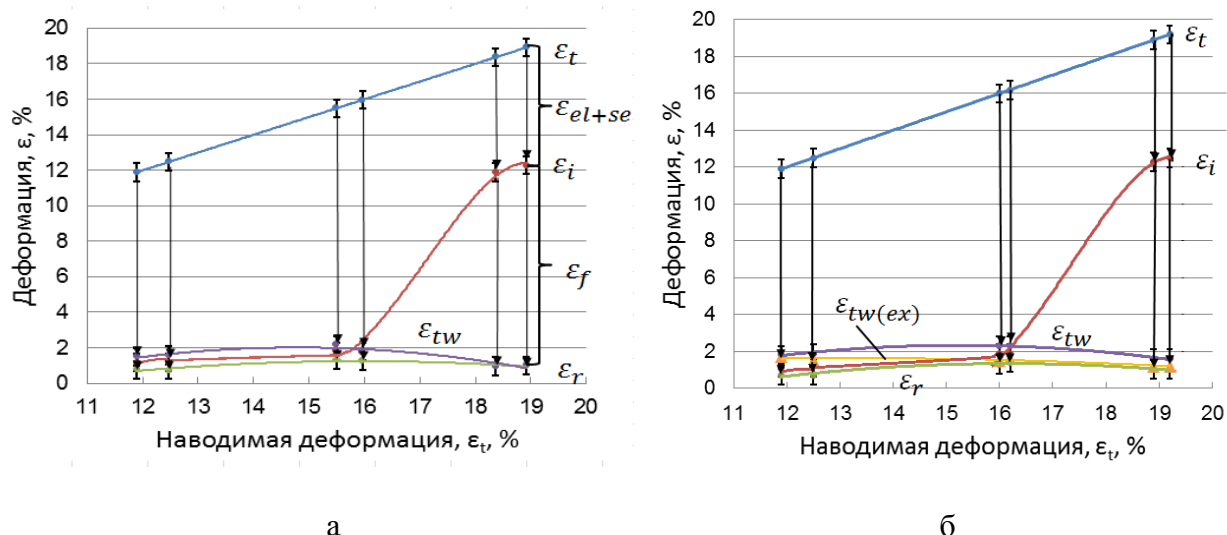 Деформация, ε, %
20
18
16
14
12
10
8
6
4
2
0
11 12 13 14 15 16 17 18 19 20
Наводимая деформация, εt, %
εt
εel+se
εi
εf
εtw
εr
а
Деформация, ε, %
20
18
16
14
12
10
8
6
4
2
0
11 12 13 14 15 16 17 18 19 20
Наводимая деформация, εt, %
εt
εi
εtw(ex)
εtw
εr
б